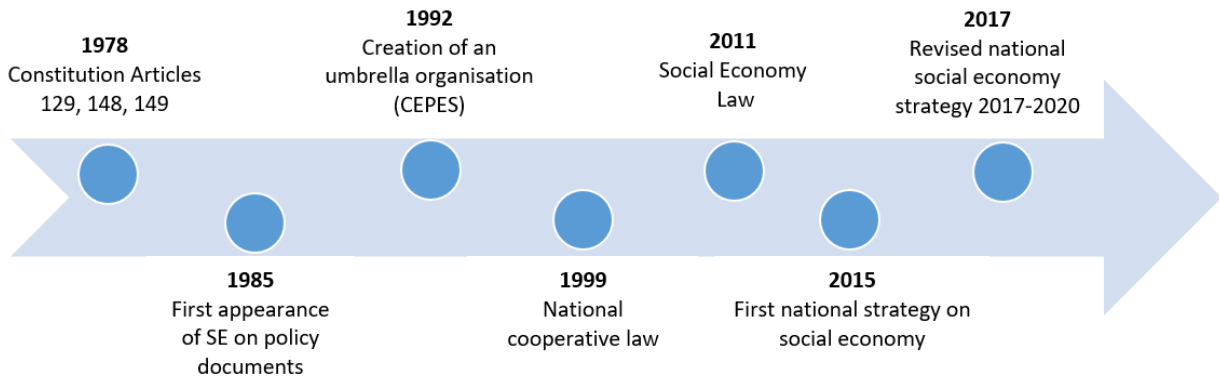 1978
Constitution Articles
129, 148, 149
1985
First appearance
of SE on policy
documents
1992
Creation of an
umbrella organisation
(CEPES)
1999
National
cooperative law
2011
Social Economy
Law
2015
First national strategy on
social economy
2017
Revised national
social economy
strategy 2017-2020